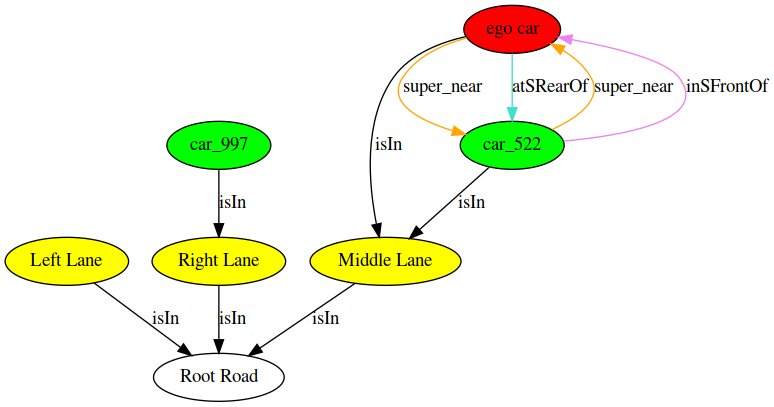 ego car
super_near
atSRearOf
super_near
inSFrontOf
car_997
isIn
car_522
isIn
isIn
Left Lane
Right Lane
Middle Lane
isIn
isIn
isIn
Root Road